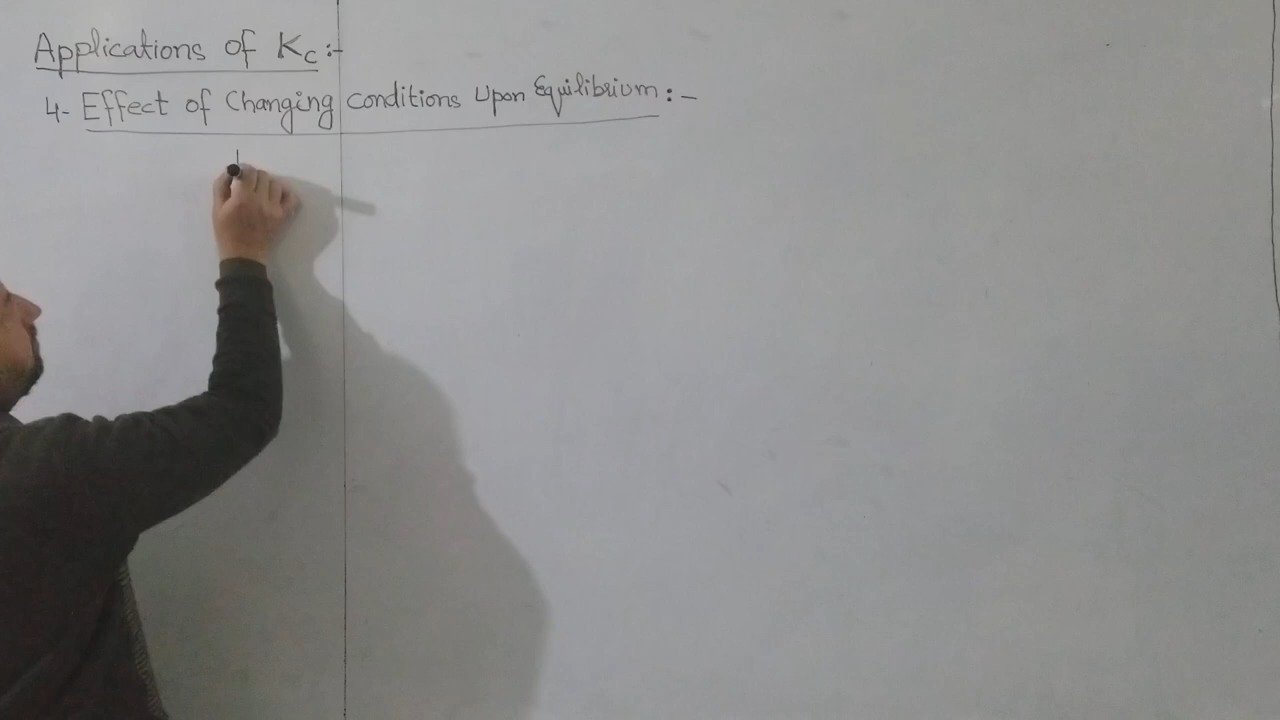 Applications of Kc:-
4- Effect of Changing conditions Upon Equilibrium:-